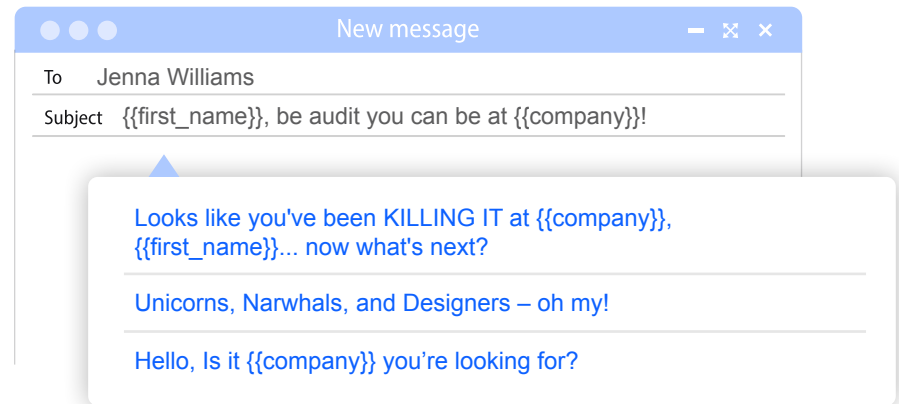 New message
To Jenna Williams
Subject {{first_name}}, be audit you can be at {{company}}!
Looks like you've been KILLING IT at {{company}},
{{first_name}}... now what's next?
Unicorns, Narwhals, and Designers – oh my!
Hello, Is it {{company}} you’re looking for?